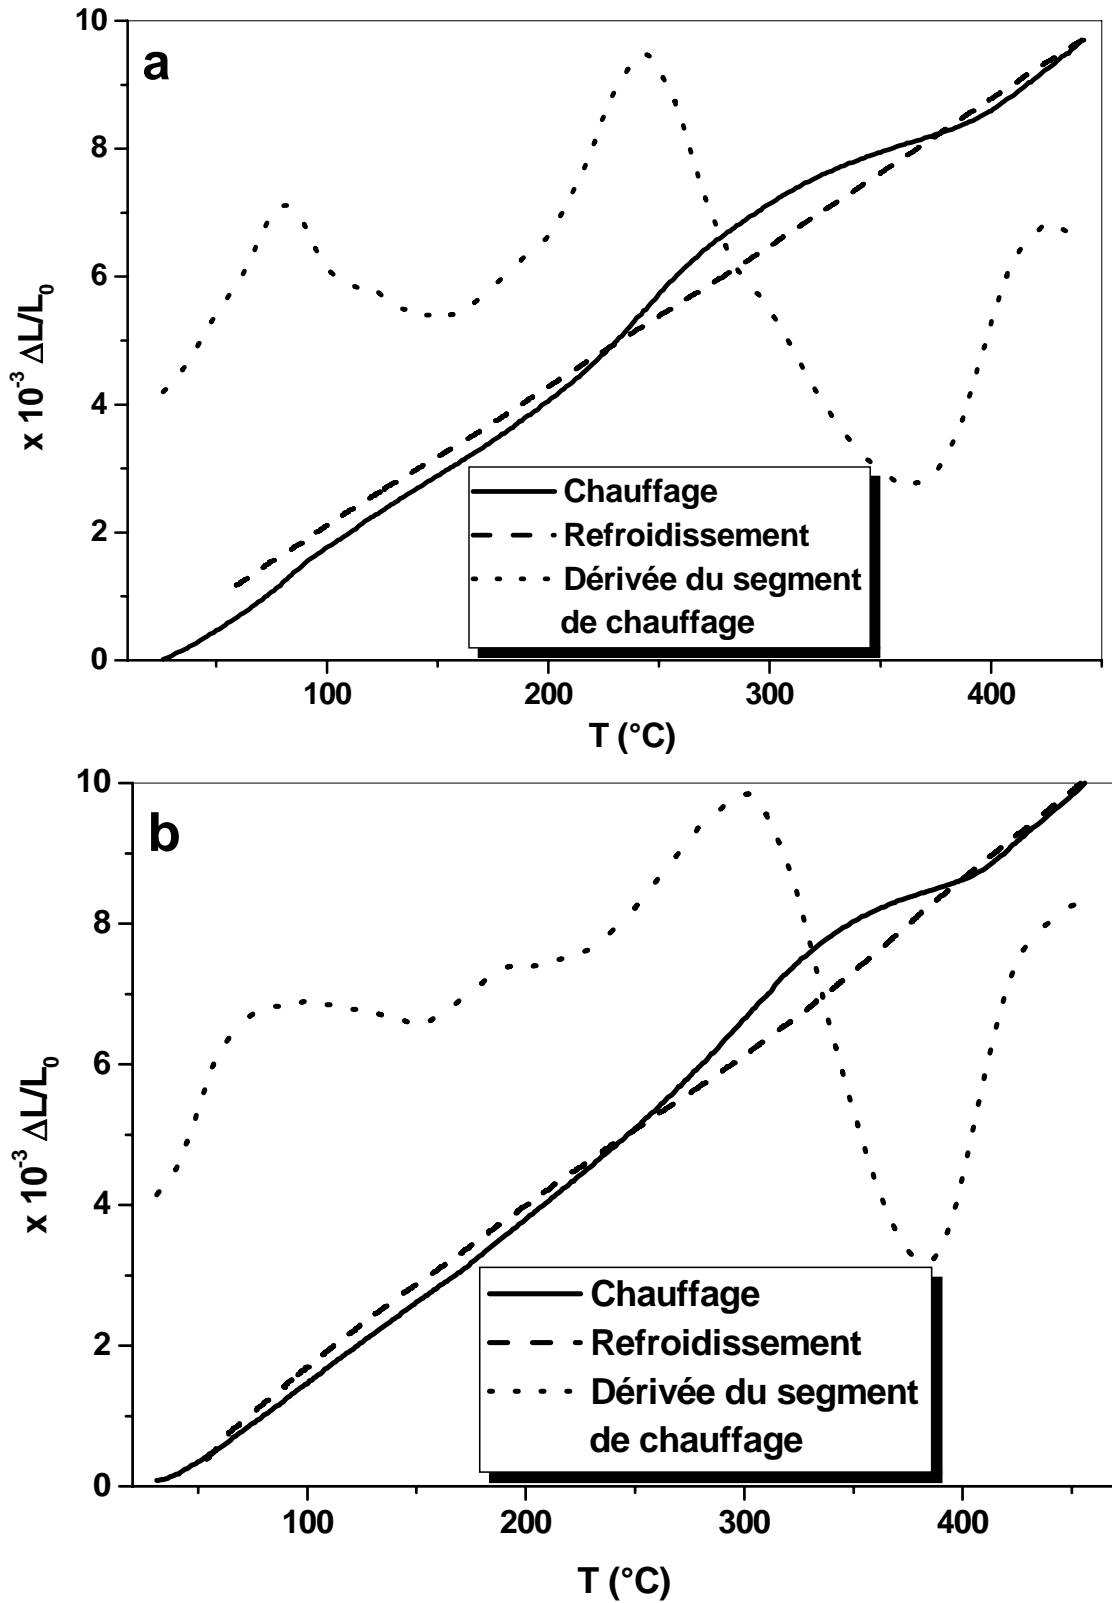 a
10
8
6
4
2
0
x 10-3 ΔL/L0
Chauffage
Refroidissement
Dérivée du segment
de chauffage
100 200 300 400
T (°C)
b
10
8
6
4
2
0
x 10-3 ΔL/L0
Chauffage
Refroidissement
Dérivée du segment
de chauffage
100 200 300 400
T (°C)